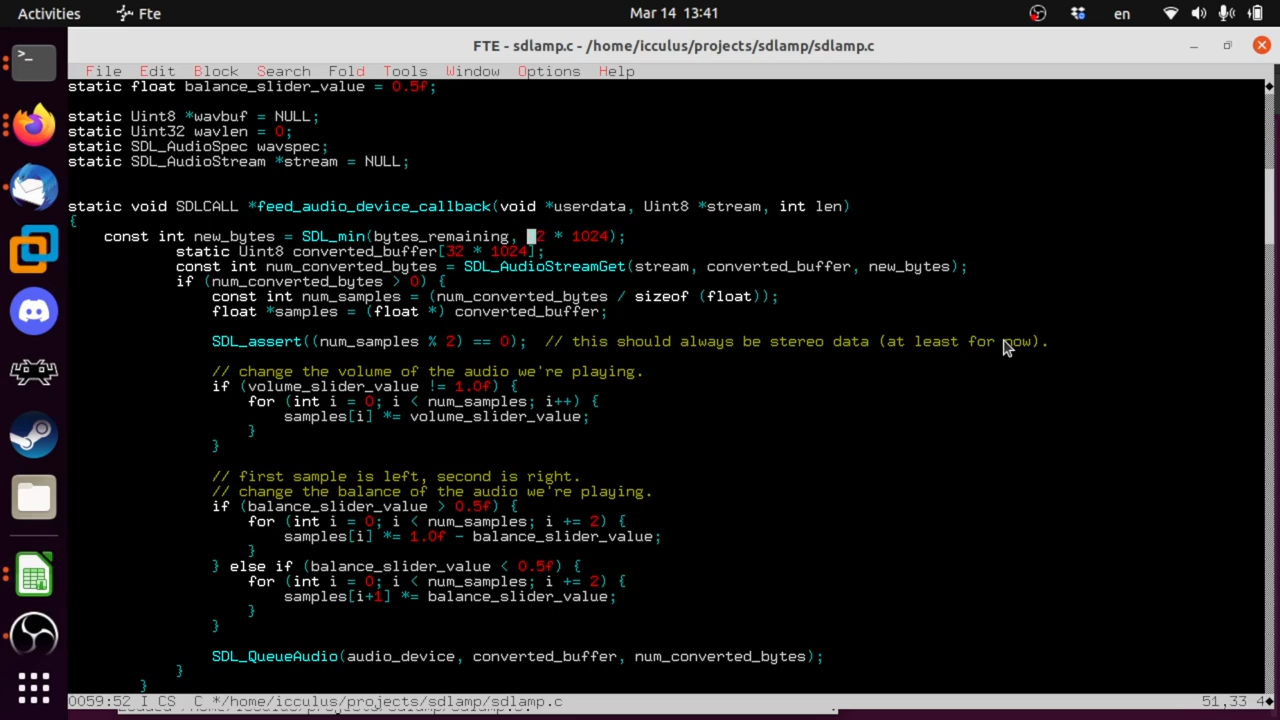 Activities
Fte
Mar 14 13:41
en
FTE - sdlamp.c - /home/icculus/projects/sdlamp/sdlamp.c
File Edit Block Search Fold Tools Window Options Help
static float balance_slider_value = 0.5f;
static Uint8 *wavbuf = NULL;
static Uint32 wavlen = 0;
static SDL_AudioSpec wavspec;
static SDL_AudioStream *stream = NULL;
static void SDLCALL *feed_audio_device_callback(void *userdata, Uint8 *stream, int len)
{
const int new_bytes = SDL_min(bytes_remaining, 32 * 1024);
static Uint8 converted_buffer[32 * 1024];
const int num_converted_bytes = SDL_AudioStreamGet(stream, converted_buffer, new_bytes);
if (num_converted_bytes > 0) {
const int num_samples = (num_converted_bytes / sizeof (float));
float *samples = (float *) converted_buffer;
SDL_assert((num_samples % 2) == 0);  // this should always be stereo data (at least for now).
// change the volume of the audio we're playing.
if (volume_slider_value != 1.0f) {
for (int i = 0; i < num_samples; i++) {
samples[i] *= volume_slider_value;
}
}
// first sample is left, second is right.
// change the balance of the audio we're playing.
if (balance_slider_value > 0.5f) {
for (int i = 0; i < num_samples; i += 2) {
samples[i] *= 1.0f - balance_slider_value;
}
} else if (balance_slider_value < 0.5f) {
for (int i = 0; i < num_samples; i += 2) {
samples[i+1] *= balance_slider_value;
}
}
SDL_QueueAudio(audio_device, converted_buffer, num_converted_bytes);
}
}
0059:52 I CS  C */home/icculus/projects/sdlamp/sdlamp.c
51,33 4